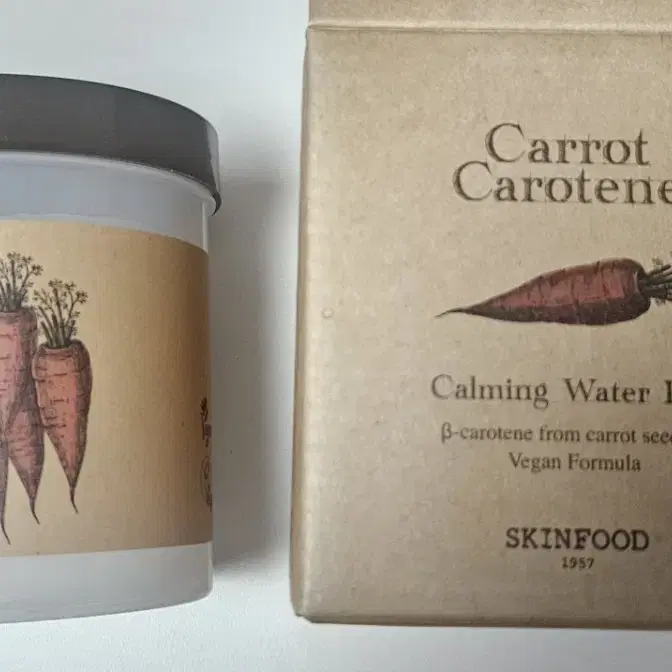 Carrot
Carotene
Calming Water
β-carotene from carrot seed
Vegan Formula
SKINFOOD
1957